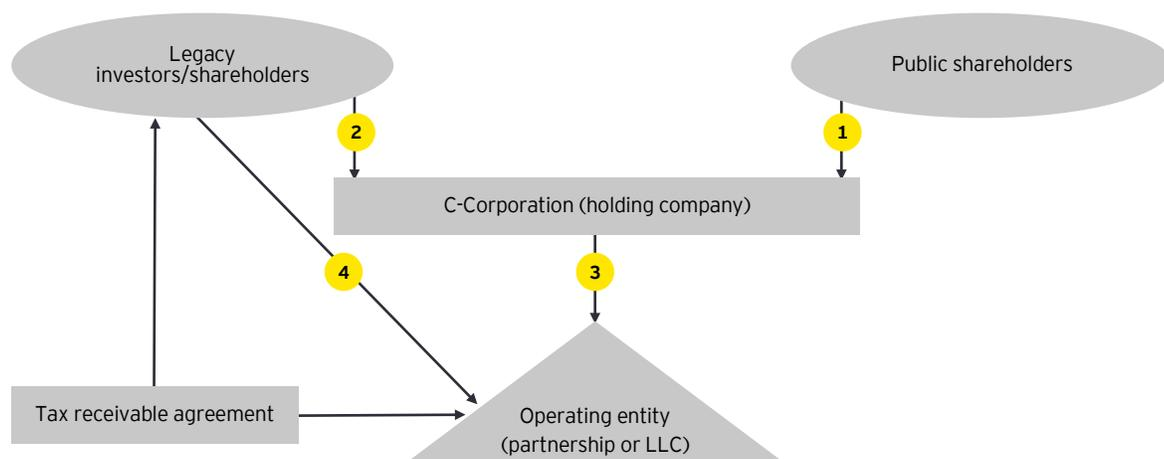 Legacy
investors/shareholders
Public shareholders
2
1
C-Corporation (holding company)
4
3
Tax receivable agreement
Operating entity
(partnership or LLC)